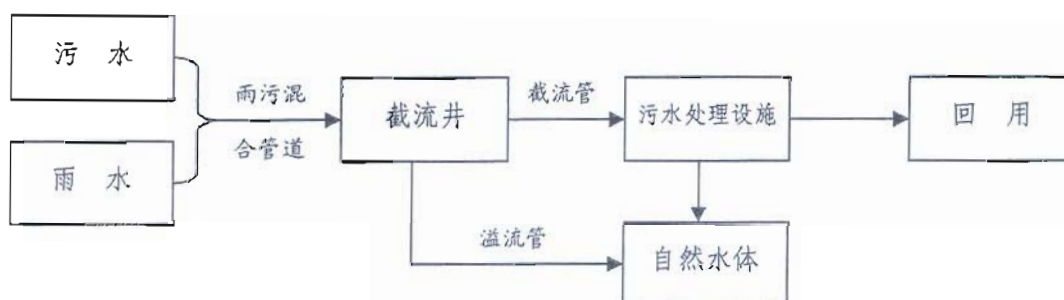 污 水
雨 水
雨污混
合管道
截流井
截流管
污水处理设施
回 用
溢流管
自然水体